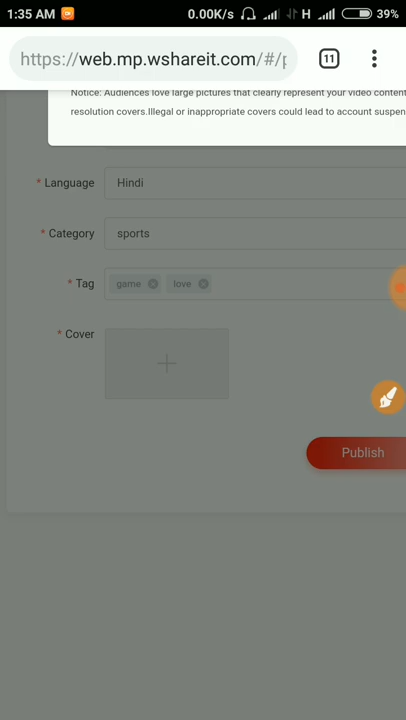 1:35 AM 0.00K/s H 39%
https://web.mp.wshareit.com/#/p
11
Notice: Audiences love large pictures that clearly represent your video content
resolution covers.Illegal or inappropriate covers could lead to account suspen
* Language Hindi
* Category sports
* Tag game love
* Cover
Publish